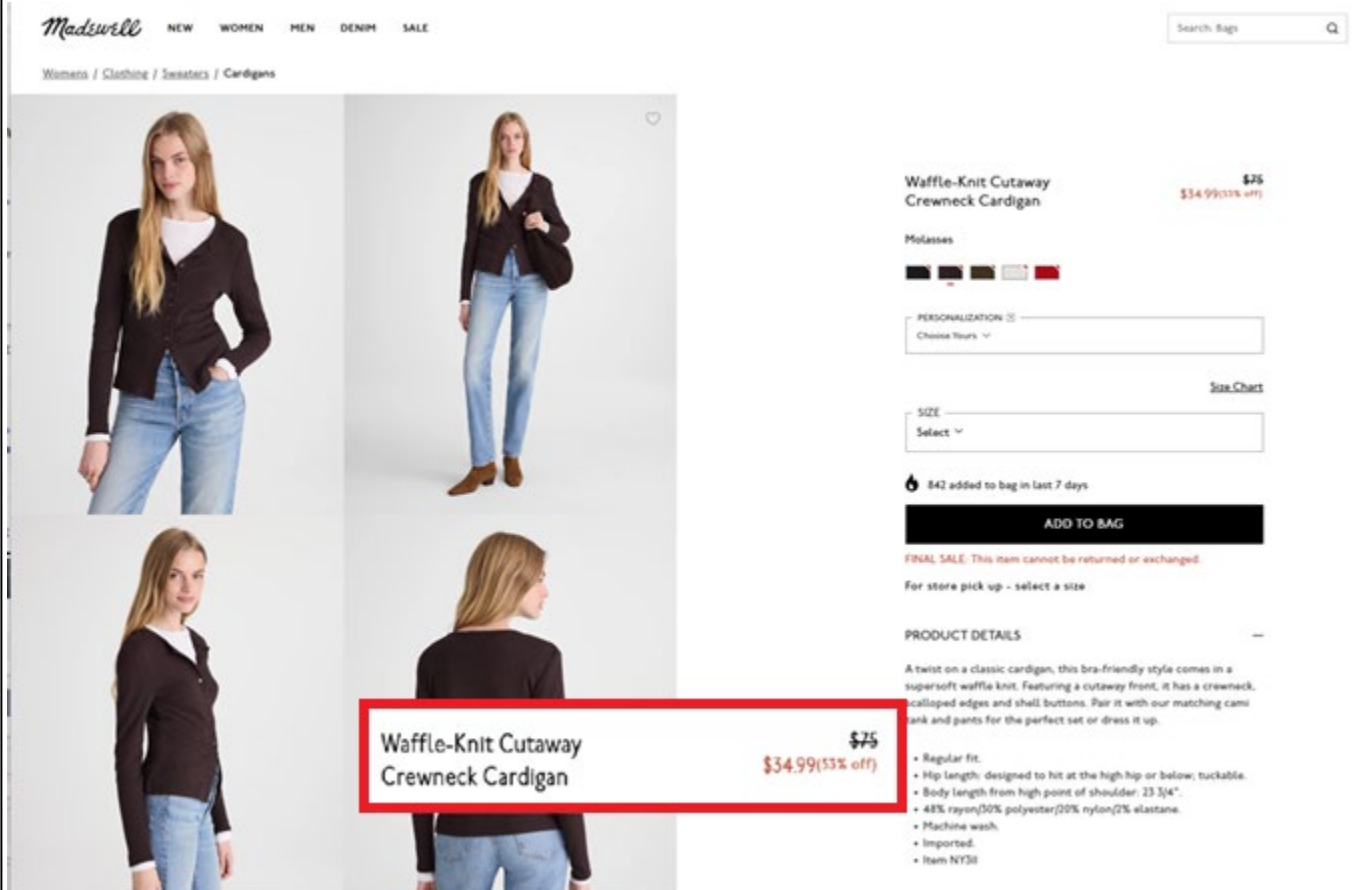 Madewell NEW WOMEN MEN DENIM SALE
Search: Bags
Womens / Clothing / Sweaters / Cardigans
Waffle-Knit Cutaway
Crewneck Cardigan
$75
$34.99(53% off)
Molasses
PERSONALIZATION
Choose Yours
Size Chart
SIZE
Select
842 added to bag in last 7 days
ADD TO BAG
FINAL SALE: This item cannot be returned or exchanged.
For store pick up - select a size
PRODUCT DETAILS
A twist on a classic cardigan, this bra-friendly style comes in a
supersoft waffle knit. Featuring a cutaway front, it has a crewneck,
scalloped edges and shell buttons. Pair it with our matching cami
tank and pants for the perfect set or dress it up.
• Regular fit.
• Hip length: designed to hit at the high hip or below; tuckable.
• Body length from high point of shoulder: 23 3/4".
• 48% rayon/30% polyester/20% nylon/2% elastane.
• Machine wash.
• Imported.
• Item NY311
Waffle-Knit Cutaway
Crewneck Cardigan
$75
$34.99(53% off)